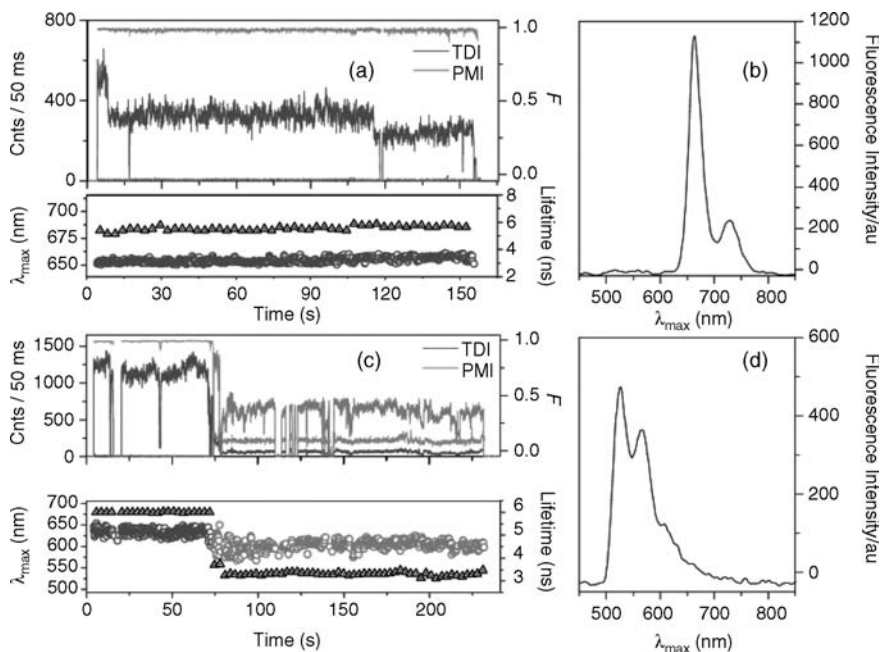 800
400
0
Cnts / 50 ms
(a)
TDI
PMI
1.0
0.5
0.0
F
700
675
650
λmax (nm)
8
6
4
2
Lifetime (ns)
0 30 60 90 120 150
Time (s)
(b)
1200
1000
800
600
400
200
0
Fluorescence Intensity/au
500 600 700 800
λmax (nm)
1500
1000
500
0
Cnts / 50 ms
(c)
TDI
PMI
1.0
0.5
0.0
F
700
650
600
550
500
λmax (nm)
6
5
4
3
Lifetime (ns)
0 50 100 150 200
Time (s)
(d)
600
400
200
0
Fluorescence Intensity/au
500 600 700 800
λmax (nm)